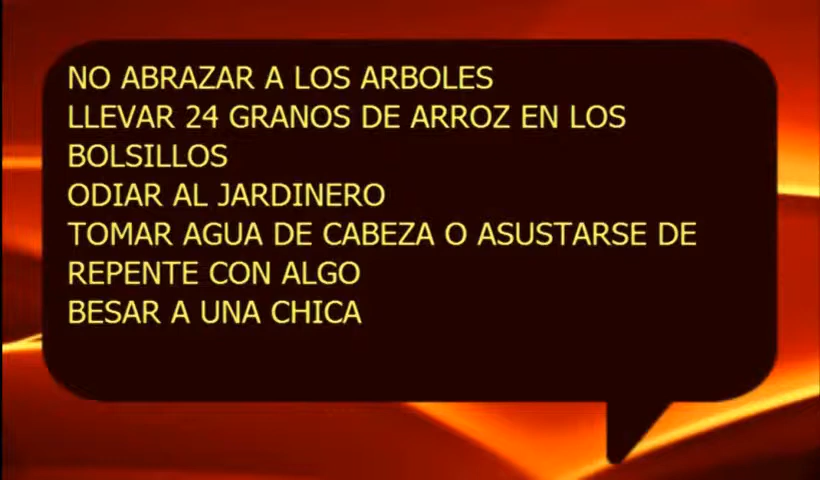 NO ABRAZAR A LOS ARBOLES
LLEVAR 24 GRANOS DE ARROZ EN LOS
BOLSILLOS
ODIAR AL JARDINERO
TOMAR AGUA DE CABEZA O ASUSTARSE DE
REPENTE CON ALGO
BESAR A UNA CHICA